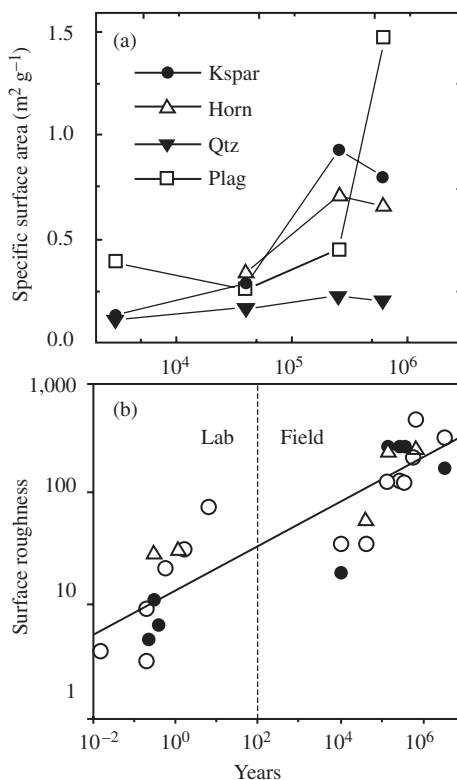 1.5
(a)
Specific surface area (m² g⁻¹)
Kspar
Horn
1.0
Qtz
Plag
0.5
0.0
10⁴
10⁵
10⁶
1,000
(b)
Lab
Field
Surface roughness
100
10
1
10⁻²
10⁰
10²
10⁴
10⁶
Years